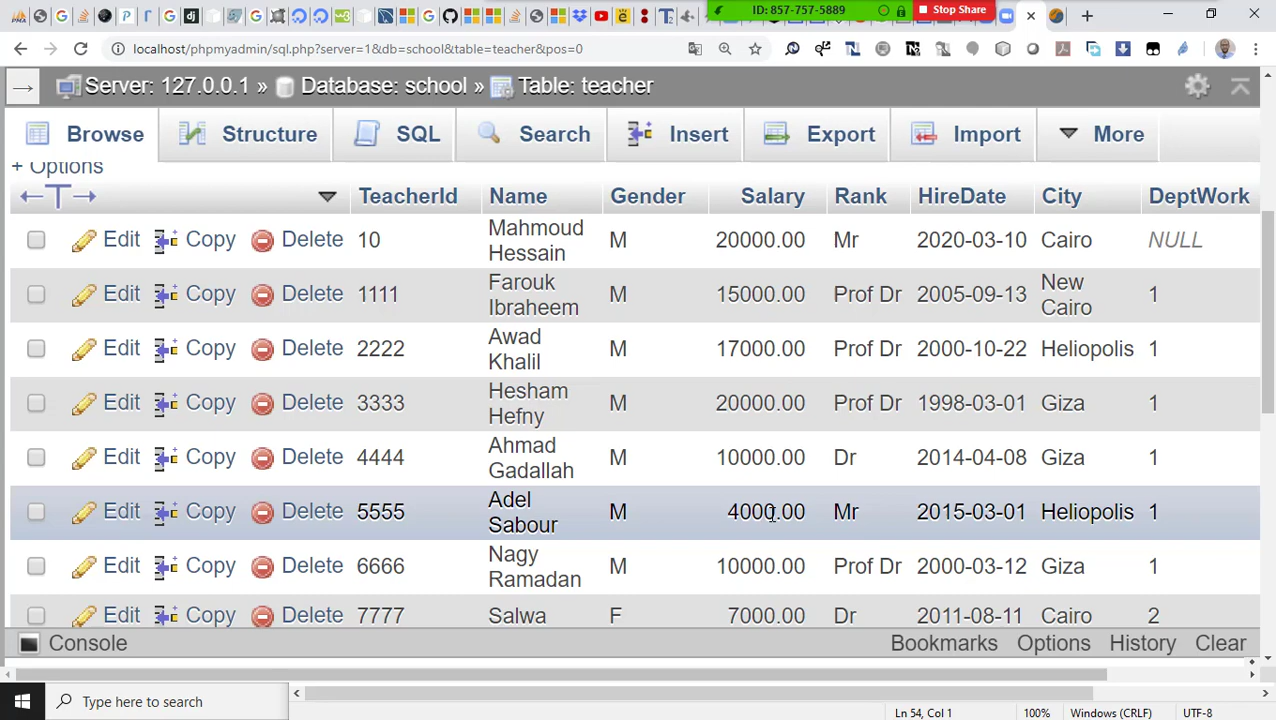 ID: 857-757-5889 Stop Share
localhost/phpmyadmin/sql.php?server=1&db=school&table=teacher&pos=0
Server: 127.0.0.1 » Database: school » Table: teacher
Browse Structure SQL Search Insert Export Import More
+ Options
←T→ TeacherId Name Gender Salary Rank HireDate City DeptWork
Edit Copy Delete 10 Mahmoud Hessain M 20000.00 Mr 2020-03-10 Cairo NULL
Edit Copy Delete 1111 Farouk Ibraheem M 15000.00 Prof Dr 2005-09-13 New Cairo 1
Edit Copy Delete 2222 Awad Khalil M 17000.00 Prof Dr 2000-10-22 Heliopolis 1
Edit Copy Delete 3333 Hesham Hefny M 20000.00 Prof Dr 1998-03-01 Giza 1
Edit Copy Delete 4444 Ahmad Gadallah M 10000.00 Dr 2014-04-08 Giza 1
Edit Copy Delete 5555 Adel Sabour M 4000.00 Mr 2015-03-01 Heliopolis 1
Edit Copy Delete 6666 Nagy Ramadan M 10000.00 Prof Dr 2000-03-12 Giza 1
Edit Copy Delete 7777 Salwa F 7000.00 Dr 2011-08-11 Cairo 2
Console Bookmarks Options History Clear
Type here to search
Ln 54, Col 1 100% Windows (CRLF) UTF-8